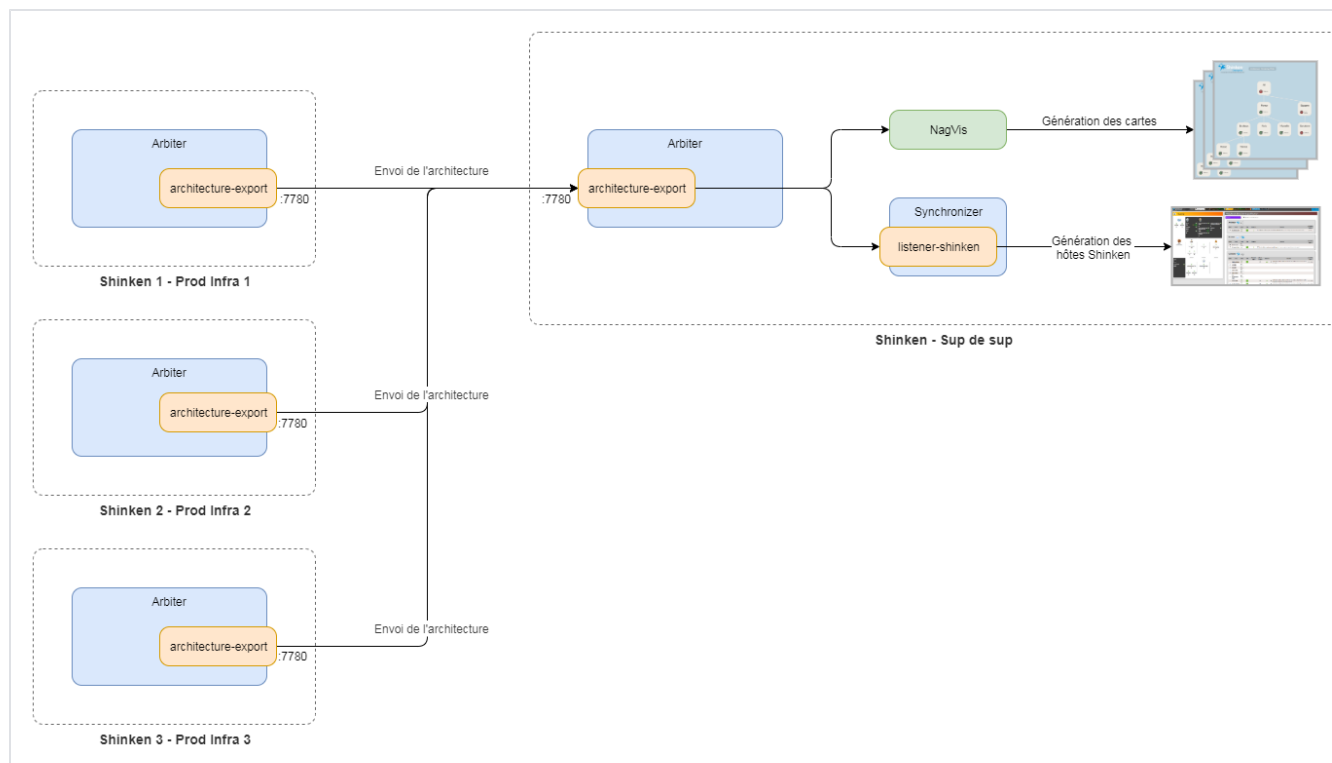 Arbiter
architecture-export
:7780
Shinken 1 - Prod Infra 1
Envoi de l'architecture
Arbiter
architecture-export
:7780
Shinken 2 - Prod Infra 2
Envoi de l'architecture
Arbiter
architecture-export
:7780
Shinken 3 - Prod Infra 3
Envoi de l'architecture
:7780
Arbiter
architecture-export
NagVis
Génération des cartes
Synchronizer
listener-shinken
Génération des
hôtes Shinken
Shinken - Sup de sup